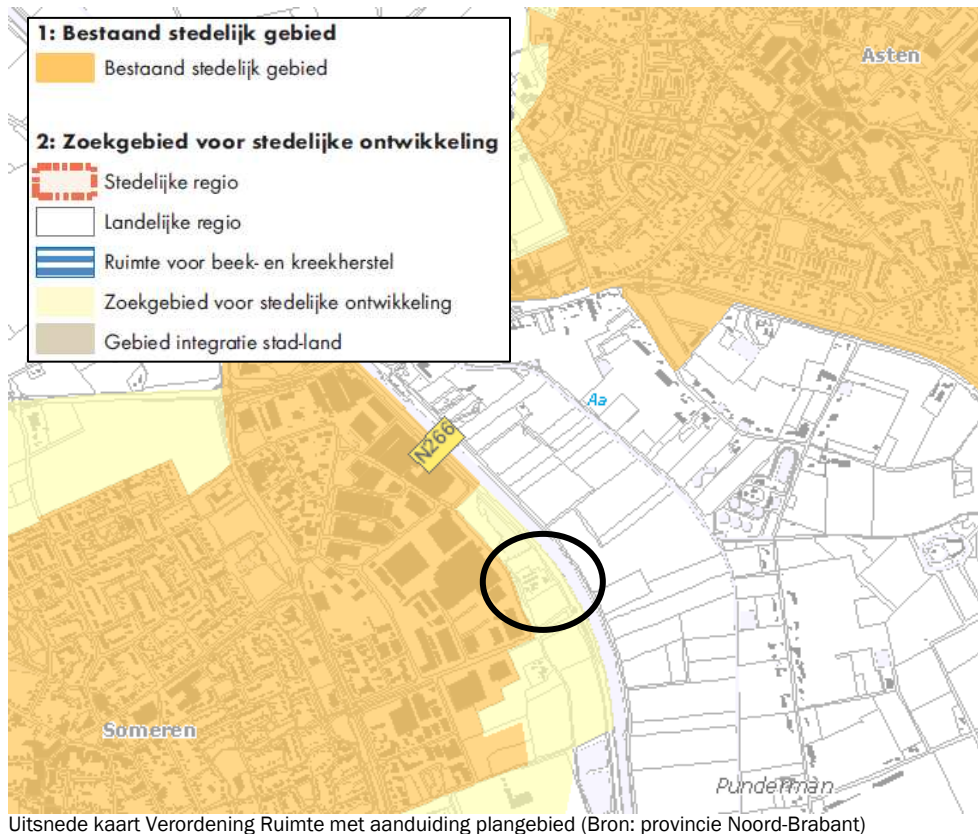 1: Bestaand stedelijk gebied
Bestaand stedelijk gebied
2: Zoekgebied voor stedelijke ontwikkeling
Stedelijke regio
Landelijke regio
Ruimte voor beek- en kreekherstel
Zoekgebied voor stedelijke ontwikkeling
Gebied integratie stad-land
Asten
Aa
N266
Someren
Punderman
Uitsnede kaart Verordening Ruimte met aanduiding plangebied (Bron: provincie Noord-Brabant)